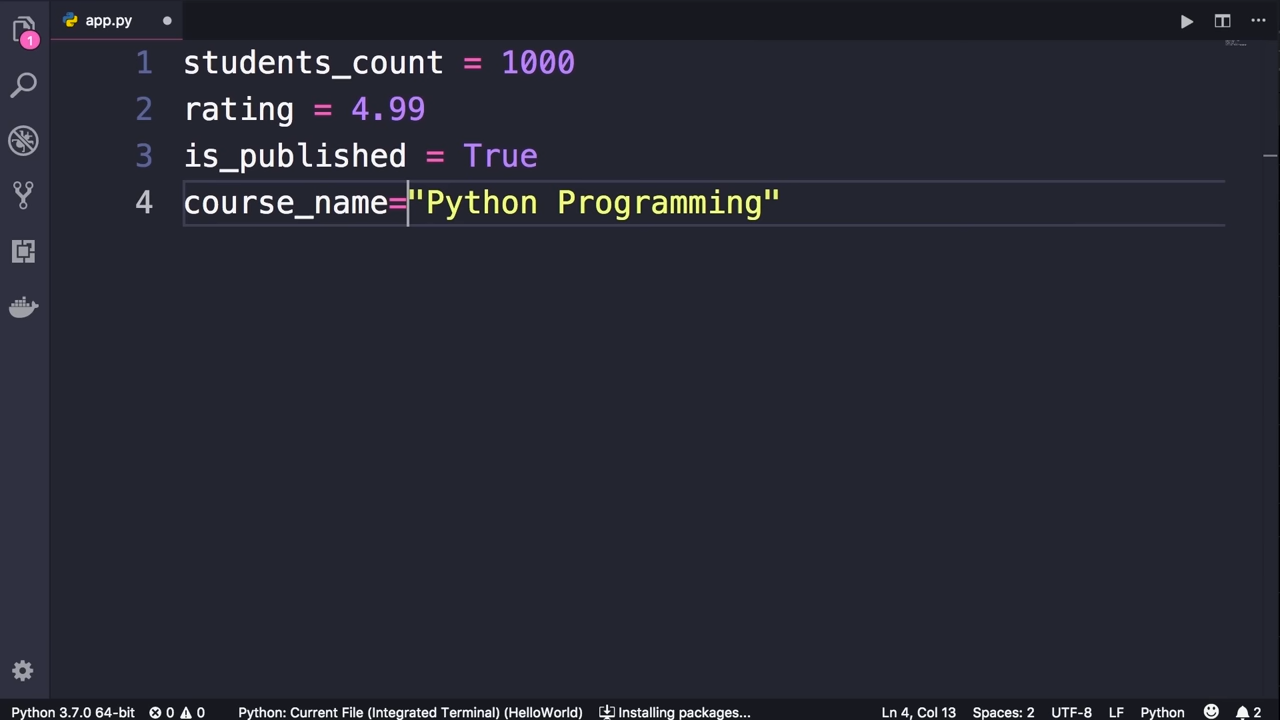 app.py
1
1 students_count = 1000
2 rating = 4.99
3 is_published = True
4 course_name="Python Programming"
Python 3.7.0 64-bit 0 0 Python: Current File (Integrated Terminal) (HelloWorld) Installing packages... Ln 4, Col 13 Spaces: 2 UTF-8 LF Python 2